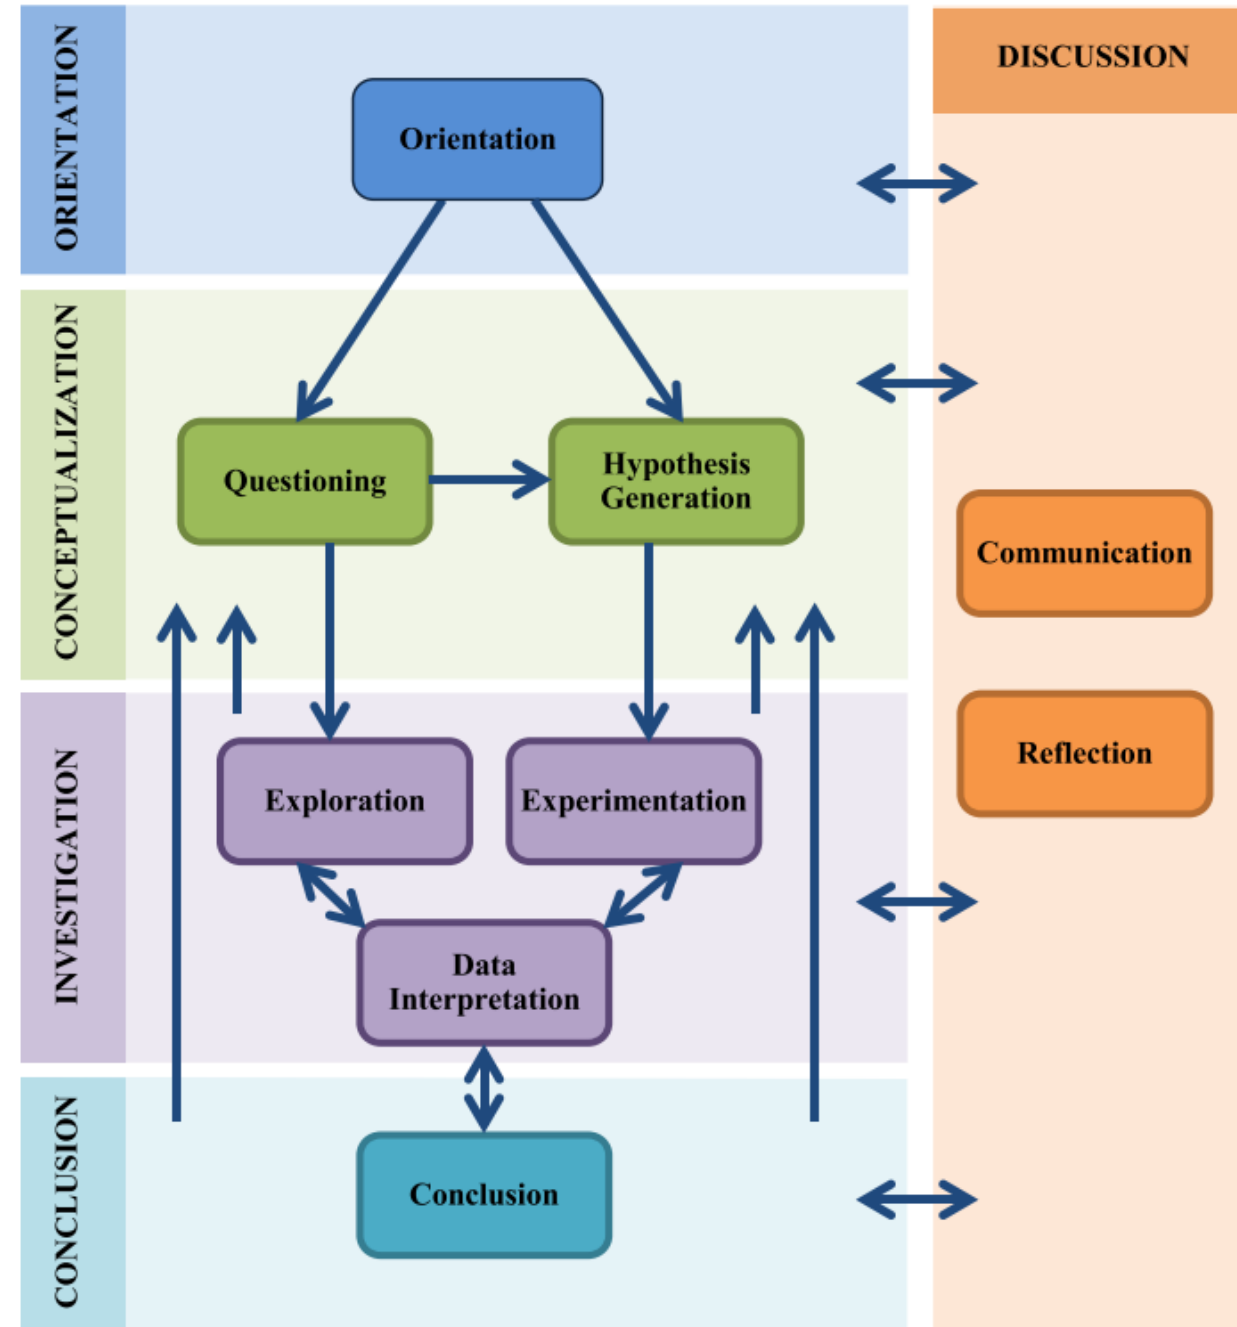 ORIENTATION
Orientation
CONCEPTUALIZATION
Questioning
Hypothesis
Generation
INVESTIGATION
Exploration
Experimentation
Data
Interpretation
CONCLUSION
Conclusion
DISCUSSION
Communication
Reflection